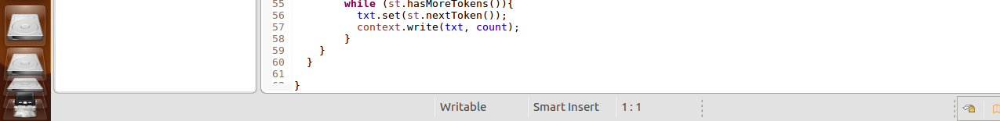 55 while (st.hasMoreTokens()){
56 txt.set(st.nextToken());
57 context.write(txt, count);
58 }
59 }
60 }
61
62 }
Writable Smart Insert 1 : 1